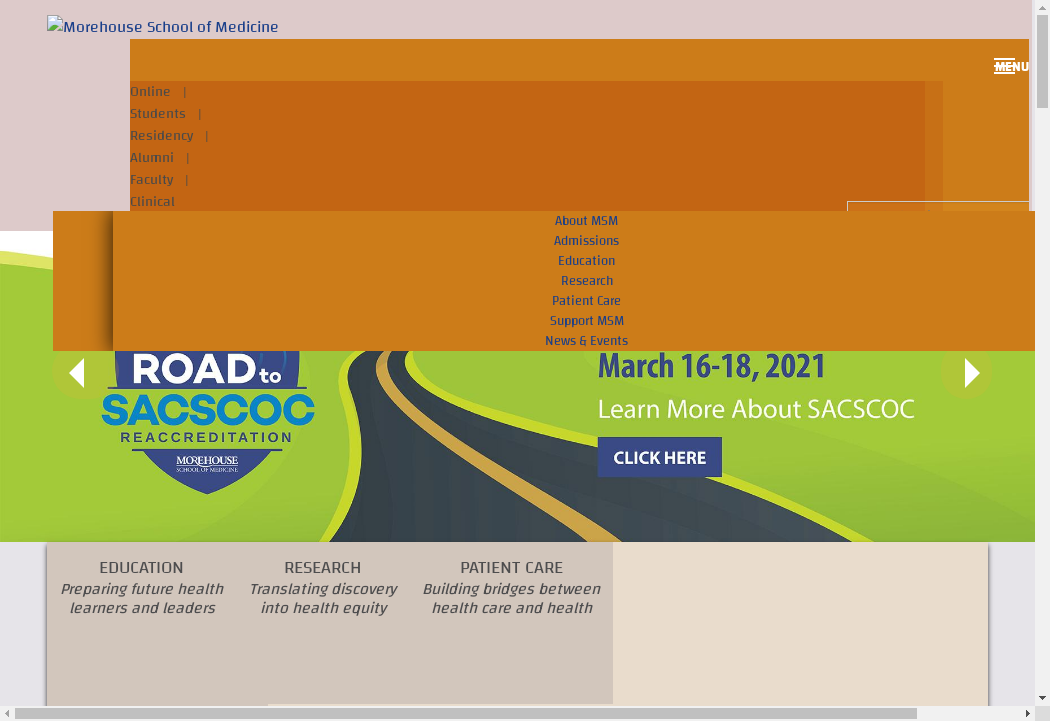 Morehouse School of Medicine
MENU
Online |
Students |
Residency |
Alumni |
Faculty |
Clinical
About MSM
Admissions
Education
Research
Patient Care
Support MSM
News & Events
ROAD to
SACSCOC
REACCREDITATION
MOREHOUSE
SCHOOL OF MEDICINE
March 16-18, 2021
Learn More About SACSCOC
CLICK HERE
EDUCATION
Preparing future health
learners and leaders
RESEARCH
Translating discovery
into health equity
PATIENT CARE
Building bridges between
health care and health